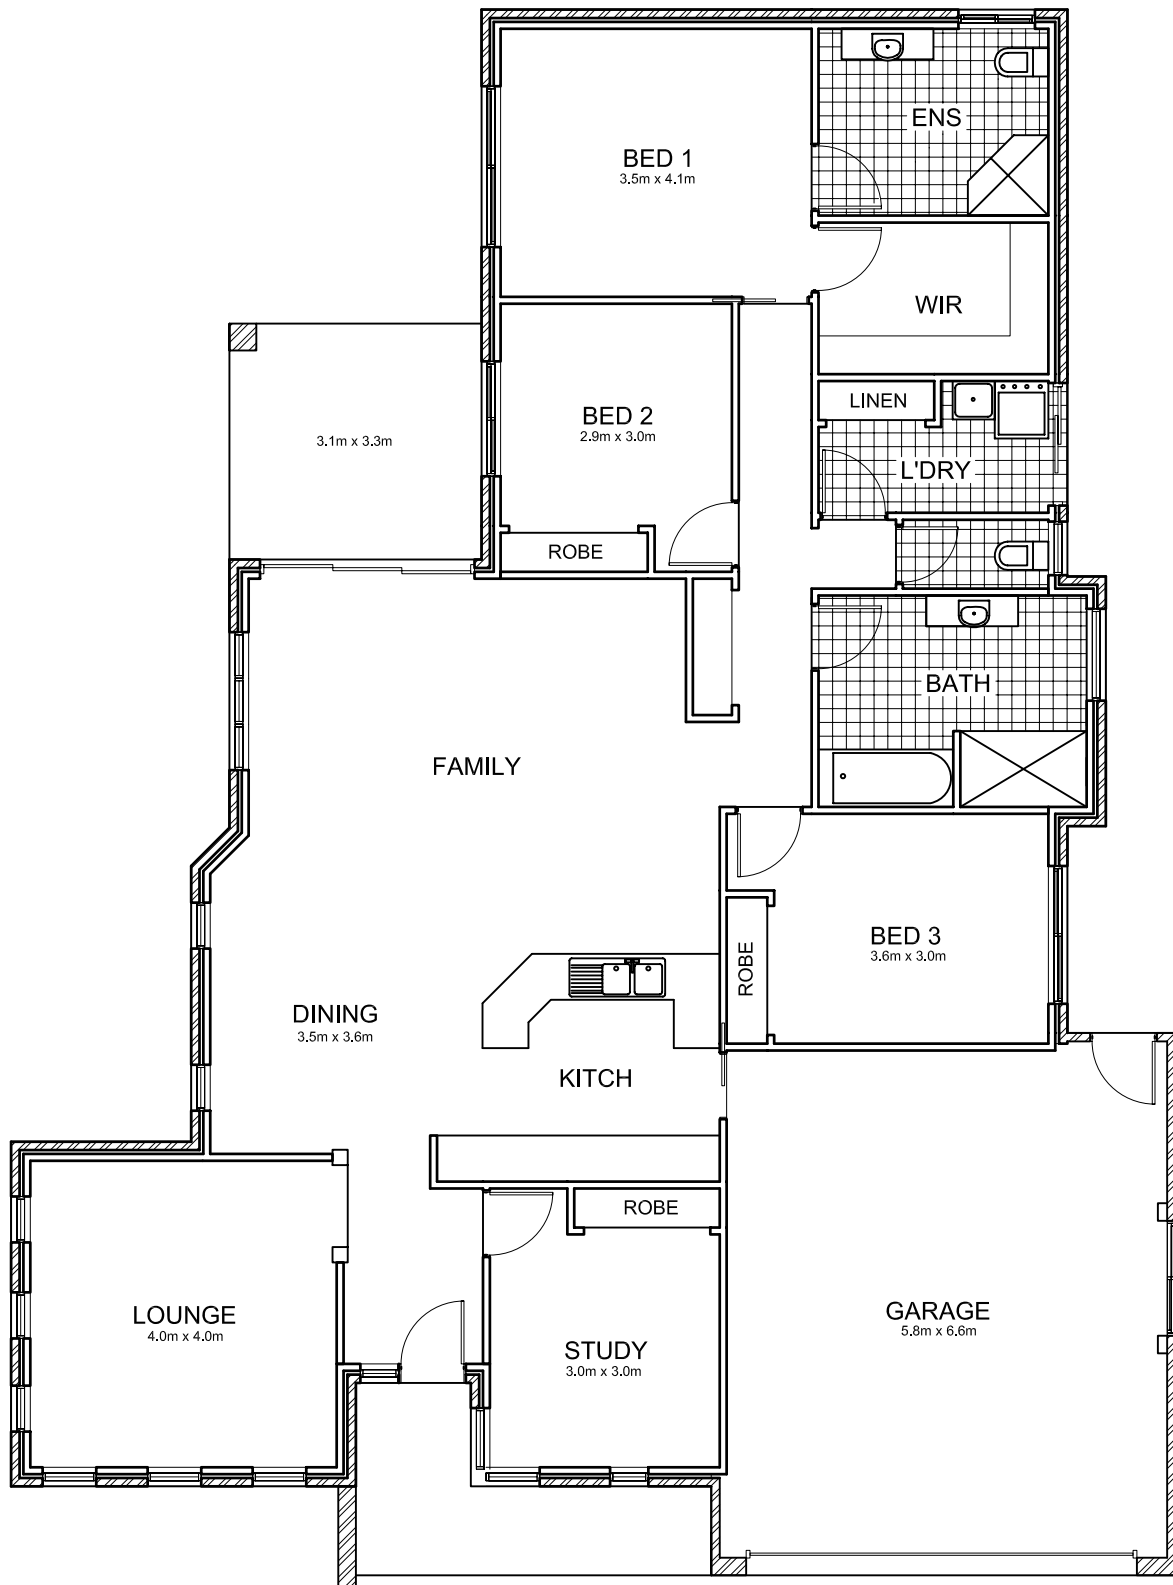 ENS
BED 1
3.5m x 4.1m
WIR
LINEN
BED 2
2.9m x 3.0m
3.1m x 3.3m
L'DRY
ROBE
BATH
FAMILY
BED 3
3.6m x 3.0m
ROBE
DINING
3.5m x 3.6m
KITCH
ROBE
LOUNGE
4.0m x 4.0m
GARAGE
5.8m x 6.6m
STUDY
3.0m x 3.0m